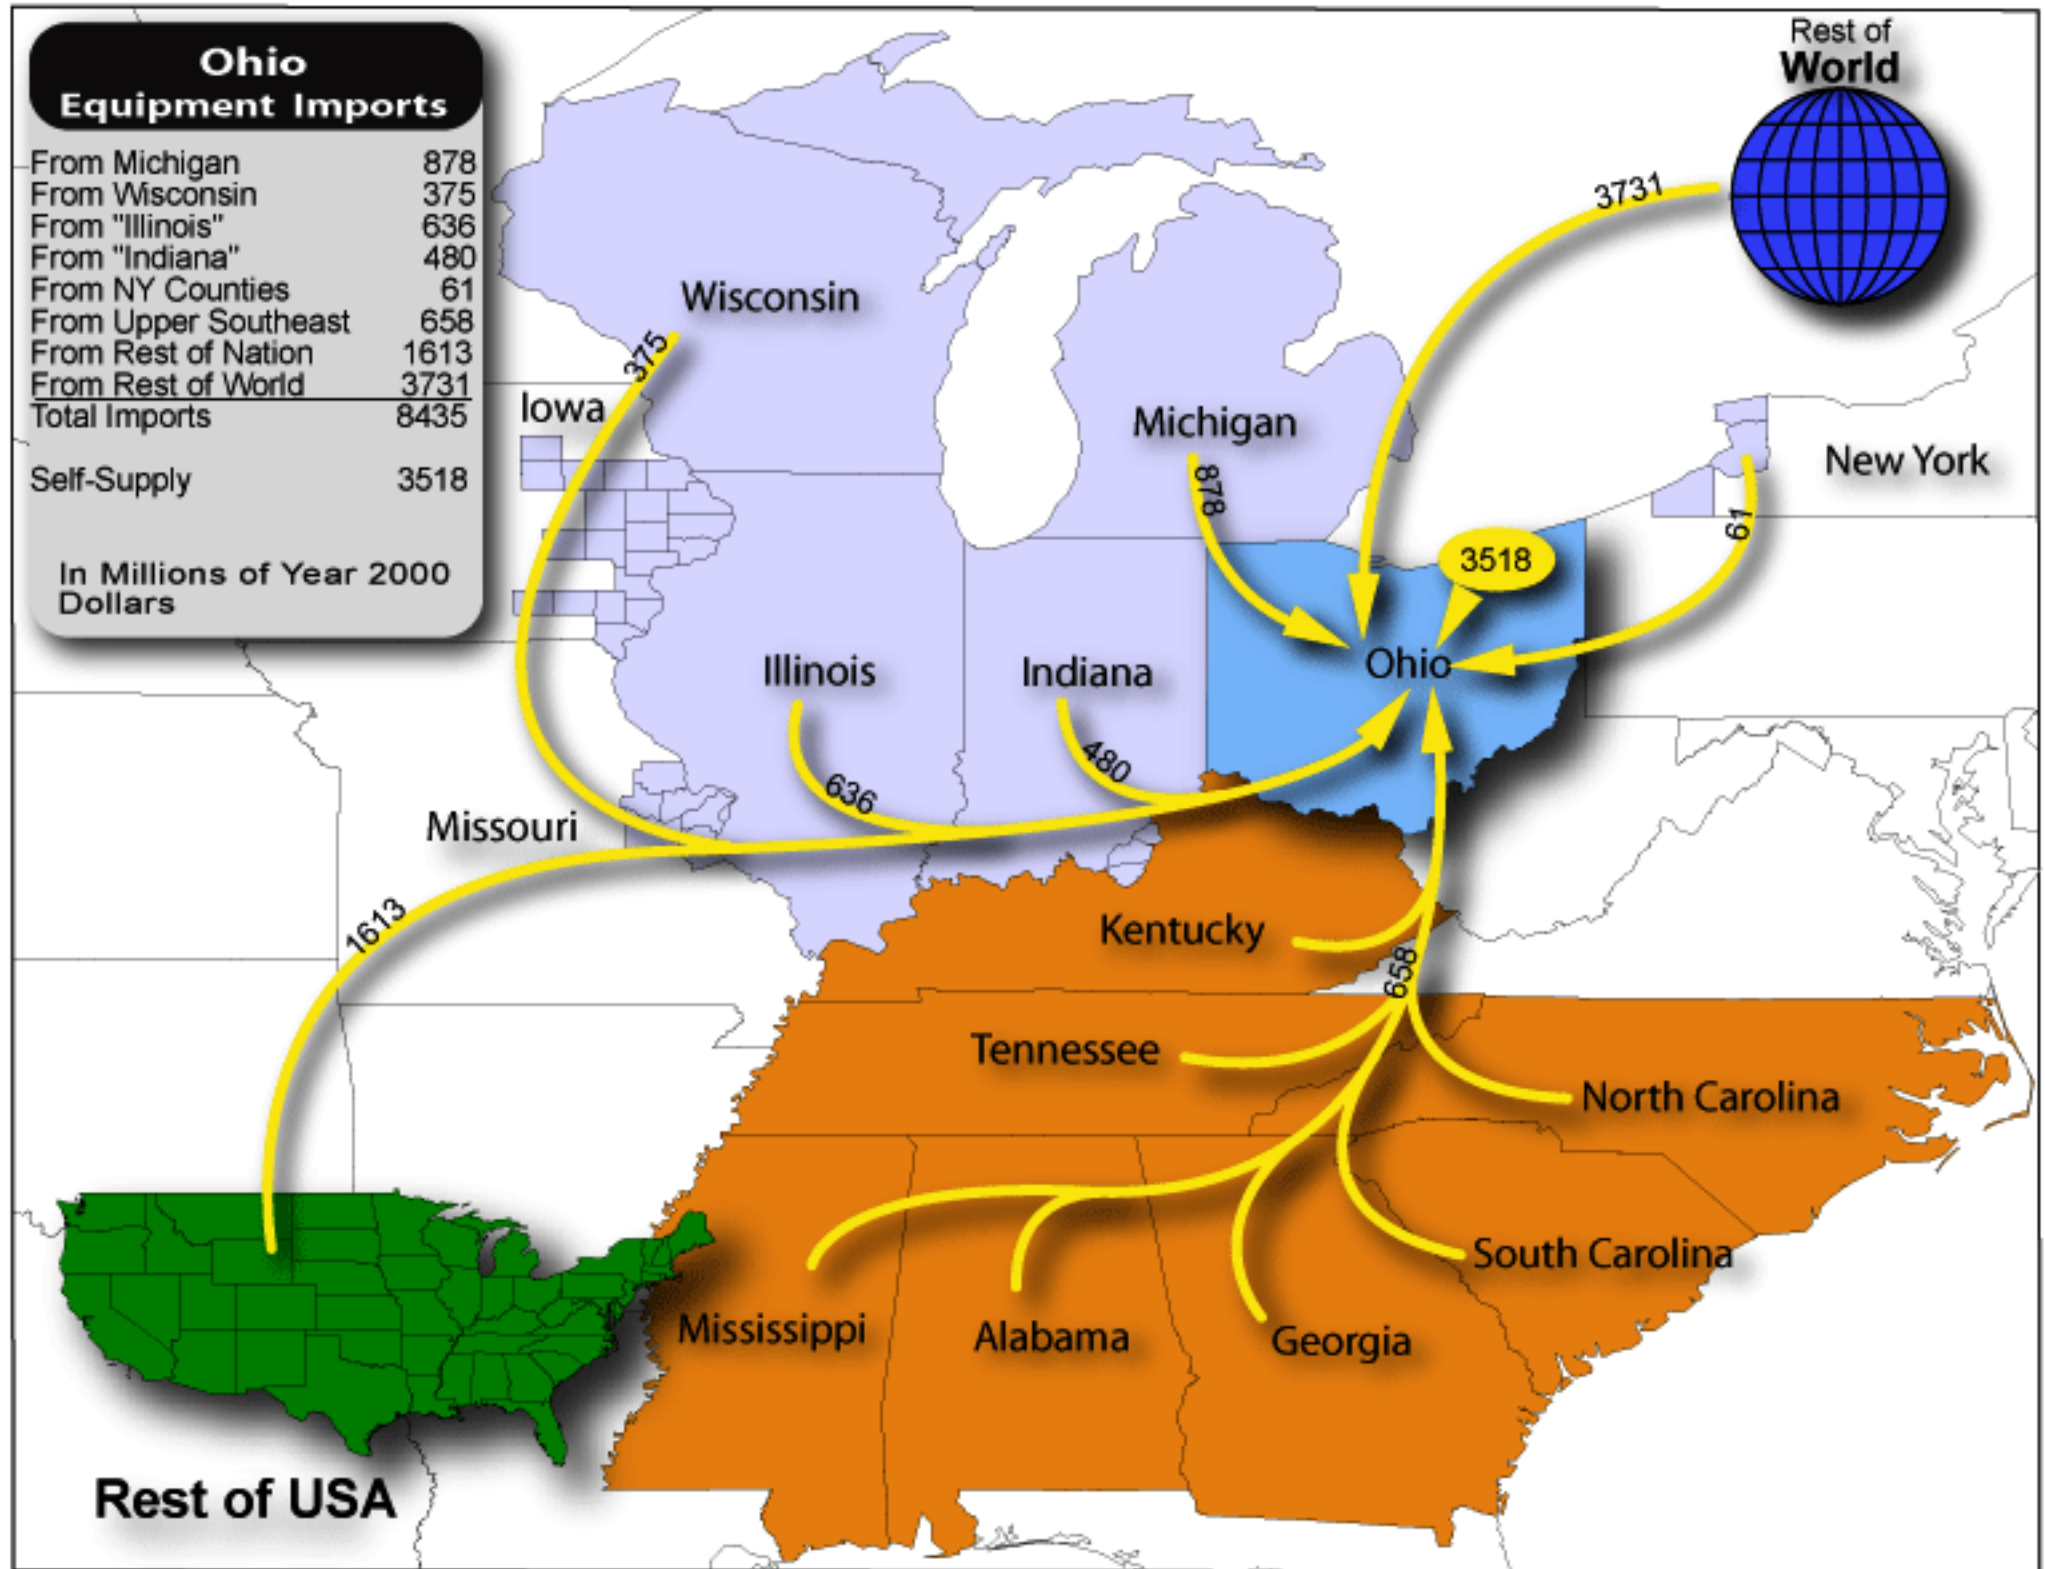 Ohio
Equipment Imports
From Michigan 878
From Wisconsin 375
From "Illinois" 636
From "Indiana" 480
From NY Counties 61
From Upper Southeast 658
From Rest of Nation 1613
From Rest of World 3731
Total Imports 8435
Self-Supply 3518
In Millions of Year 2000
Dollars
Rest of
World
3731
Wisconsin
375
Iowa
Michigan
878
New York
61
3518
Ohio
Illinois
636
Indiana
480
Missouri
1613
Kentucky
658
Tennessee
North Carolina
South Carolina
Mississippi
Alabama
Georgia
Rest of USA